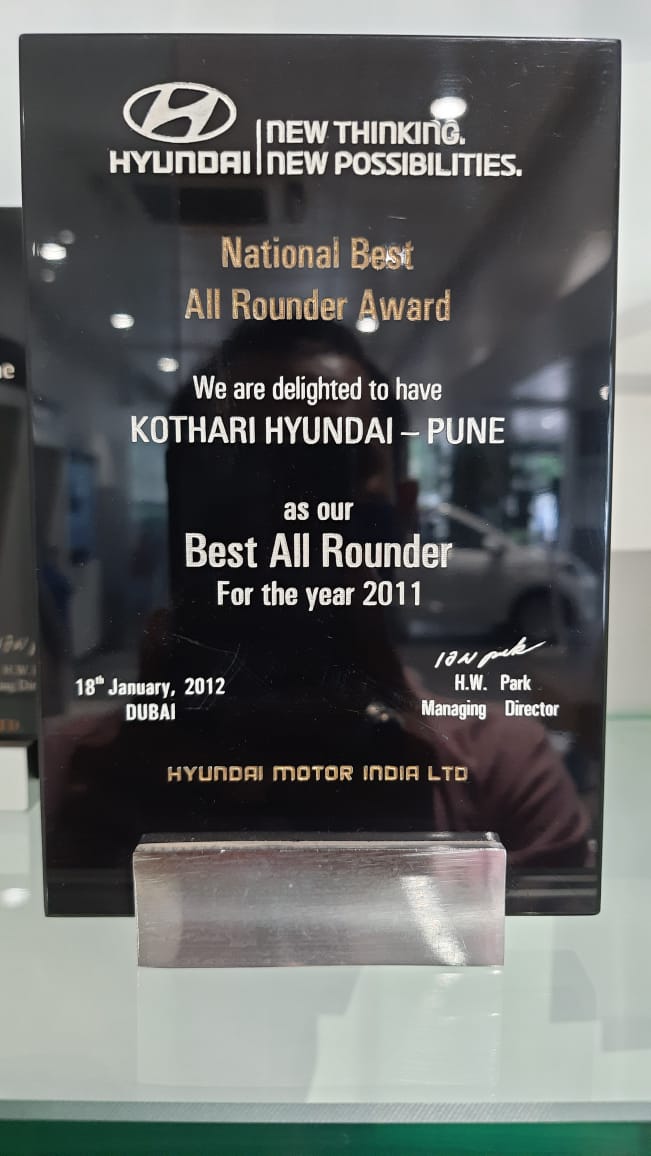 HYUNDAI
NEW THINKING.
NEW POSSIBILITIES.
National Best
All Rounder Award
We are delighted to have
KOTHARI HYUNDAI – PUNE
as our
Best All Rounder
For the year 2011
18th January, 2012
DUBAI
H.W. Park
Managing Director
HYUNDAI MOTOR INDIA LTD